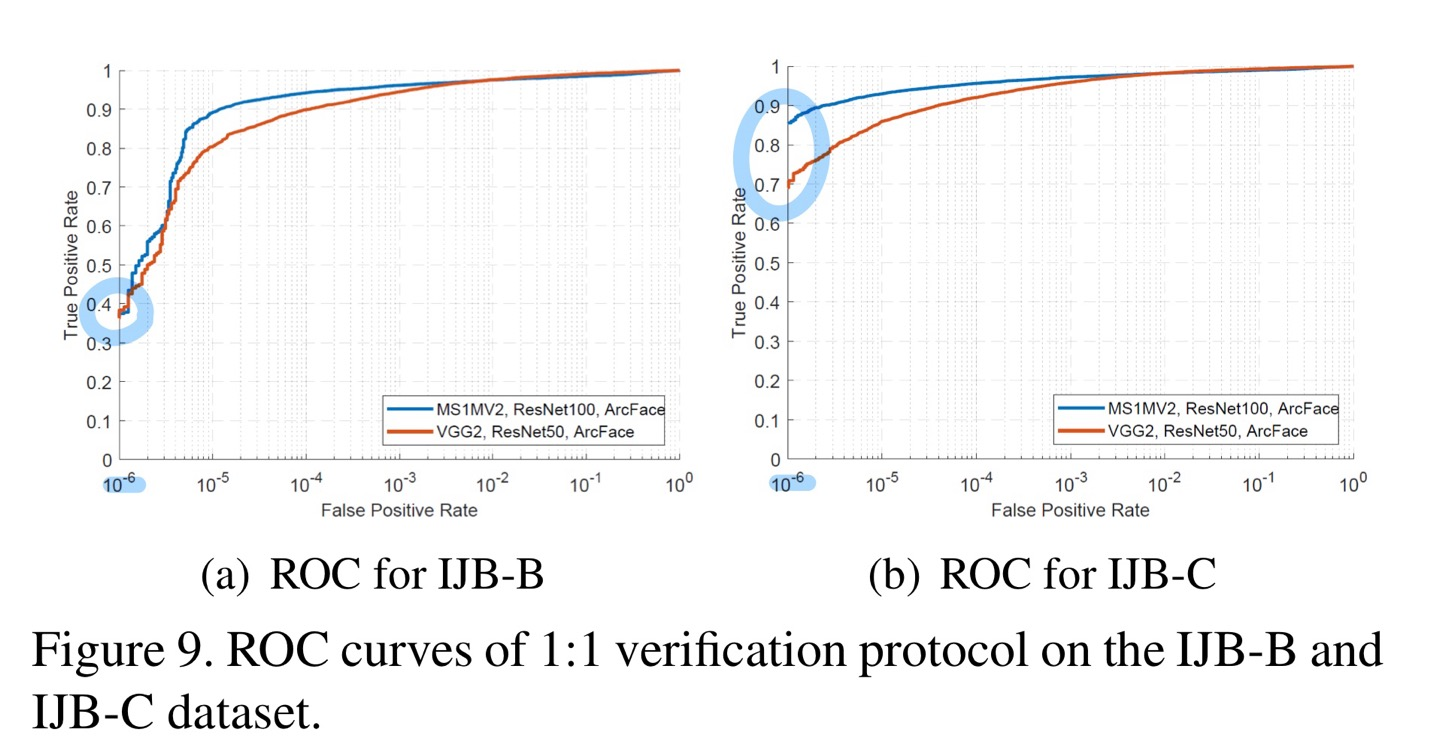 1
0.9
0.8
0.7
0.6
0.5
0.4
0.3
0.2
0.1
0
True Positive Rate
MS1MV2, ResNet100, ArcFace
VGG2, ResNet50, ArcFace
10⁻⁶ 10⁻⁵ 10⁻⁴ 10⁻³ 10⁻² 10⁻¹ 10⁰
False Positive Rate
(a) ROC for IJB-B
1
0.9
0.8
0.7
0.6
0.5
0.4
0.3
0.2
0.1
0
True Positive Rate
MS1MV2, ResNet100, ArcFace
VGG2, ResNet50, ArcFace
10⁻⁶ 10⁻⁵ 10⁻⁴ 10⁻³ 10⁻² 10⁻¹ 10⁰
False Positive Rate
(b) ROC for IJB-C
Figure 9. ROC curves of 1:1 verification protocol on the IJB-B and
IJB-C dataset.